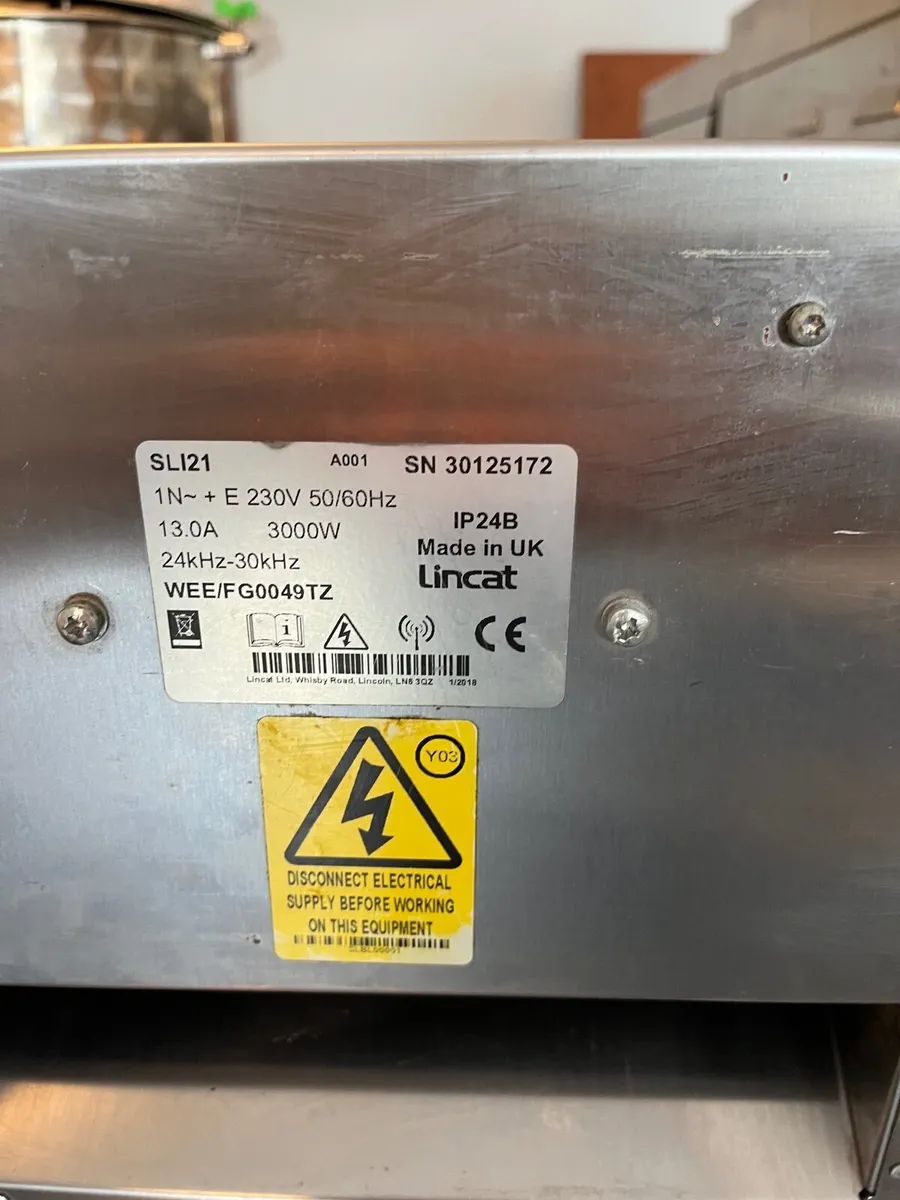 SLI21 A001 SN 30125172
1N~ + E 230V 50/60Hz
13.0A 3000W IP24B
24kHz-30kHz Made in UK
WEE/FG0049TZ Lincat
i CE
Lincat Ltd, Whisby Road, Lincoln, LN6 3QZ 1/2018
Y03
DISCONNECT ELECTRICAL
SUPPLY BEFORE WORKING
ON THIS EQUIPMENT